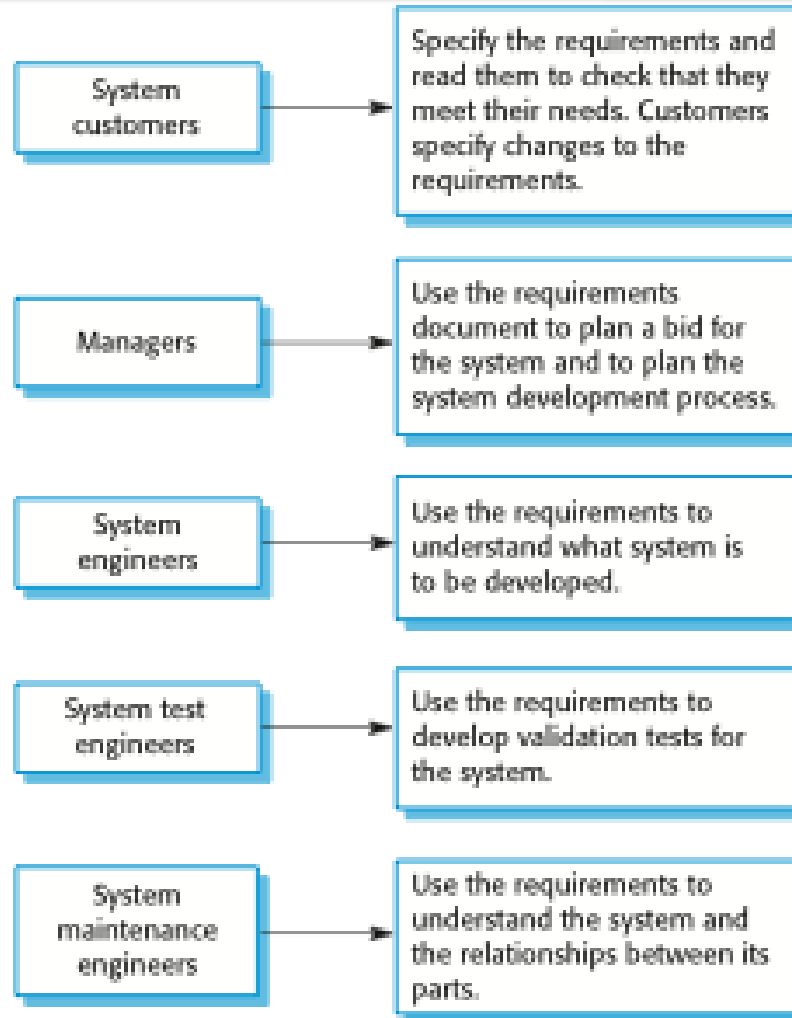 System
customers
Specify the requirements and
read them to check that they
meet their needs. Customers
specify changes to the
requirements.
Managers
Use the requirements
document to plan a bid for
the system and to plan the
system development process.
System
engineers
Use the requirements to
understand what system is
to be developed.
System test
engineers
Use the requirements to
develop validation tests for
the system.
System
maintenance
engineers
Use the requirements to
understand the system and
the relationships between its
parts.